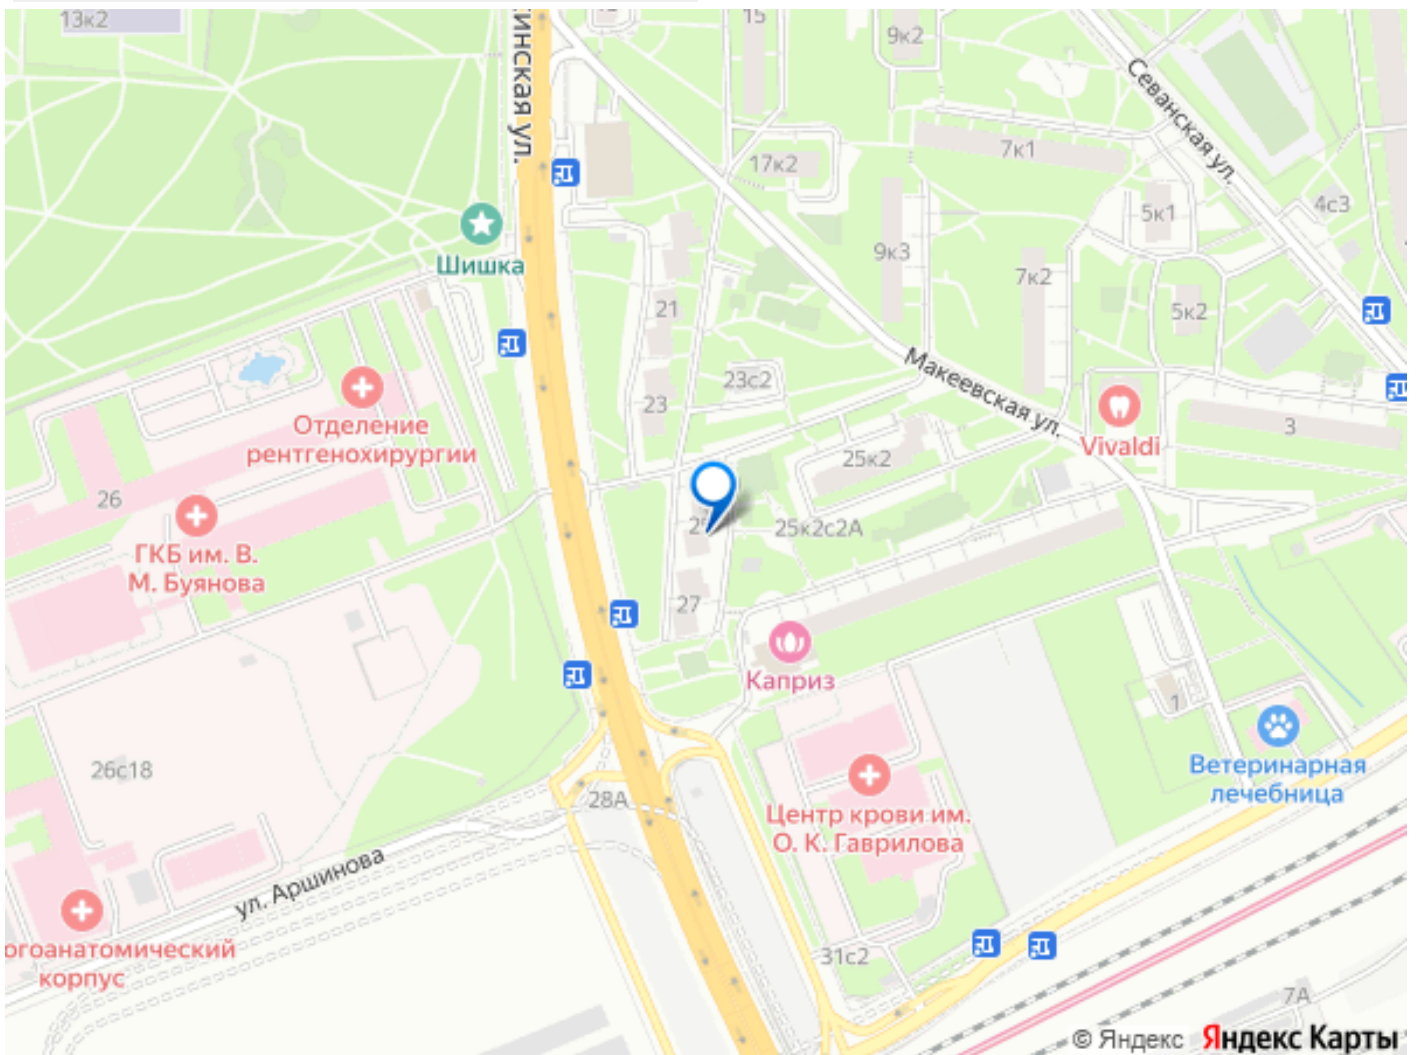 13к2
12
15
9к2
Севанская ул.
инская ул.
7к1
17к2
5к1
4с3
Шишка
9к3
7к2
21
5к2
Макеевская ул.
23с2
23
Отделение
рентгенохирургии
Vivaldi
3
25к2
26
ГКБ им. В.
М. Буянова
25к2с2А
27
Каприз
1
26с18
28А
Ветеринарная
лечебница
Центр крови им.
О. К. Гаврилова
ул. Аршинова
огоанатомический
корпус
31с2
7А
© Яндекс Яндекс Карты